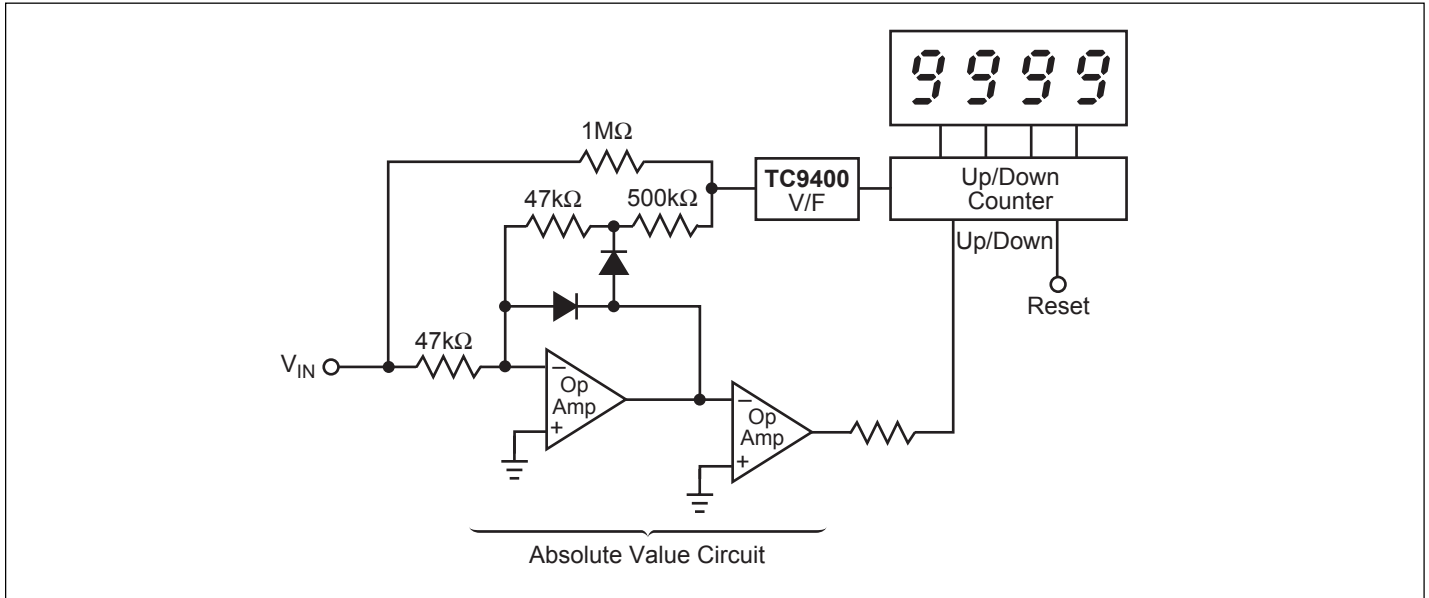 9999
1MΩ
TC9400
V/F
Up/Down
Counter
47kΩ
500kΩ
Up/Down
Reset
47kΩ
V_IN
–
Op
Amp
+
–
Op
Amp
+
Absolute Value Circuit